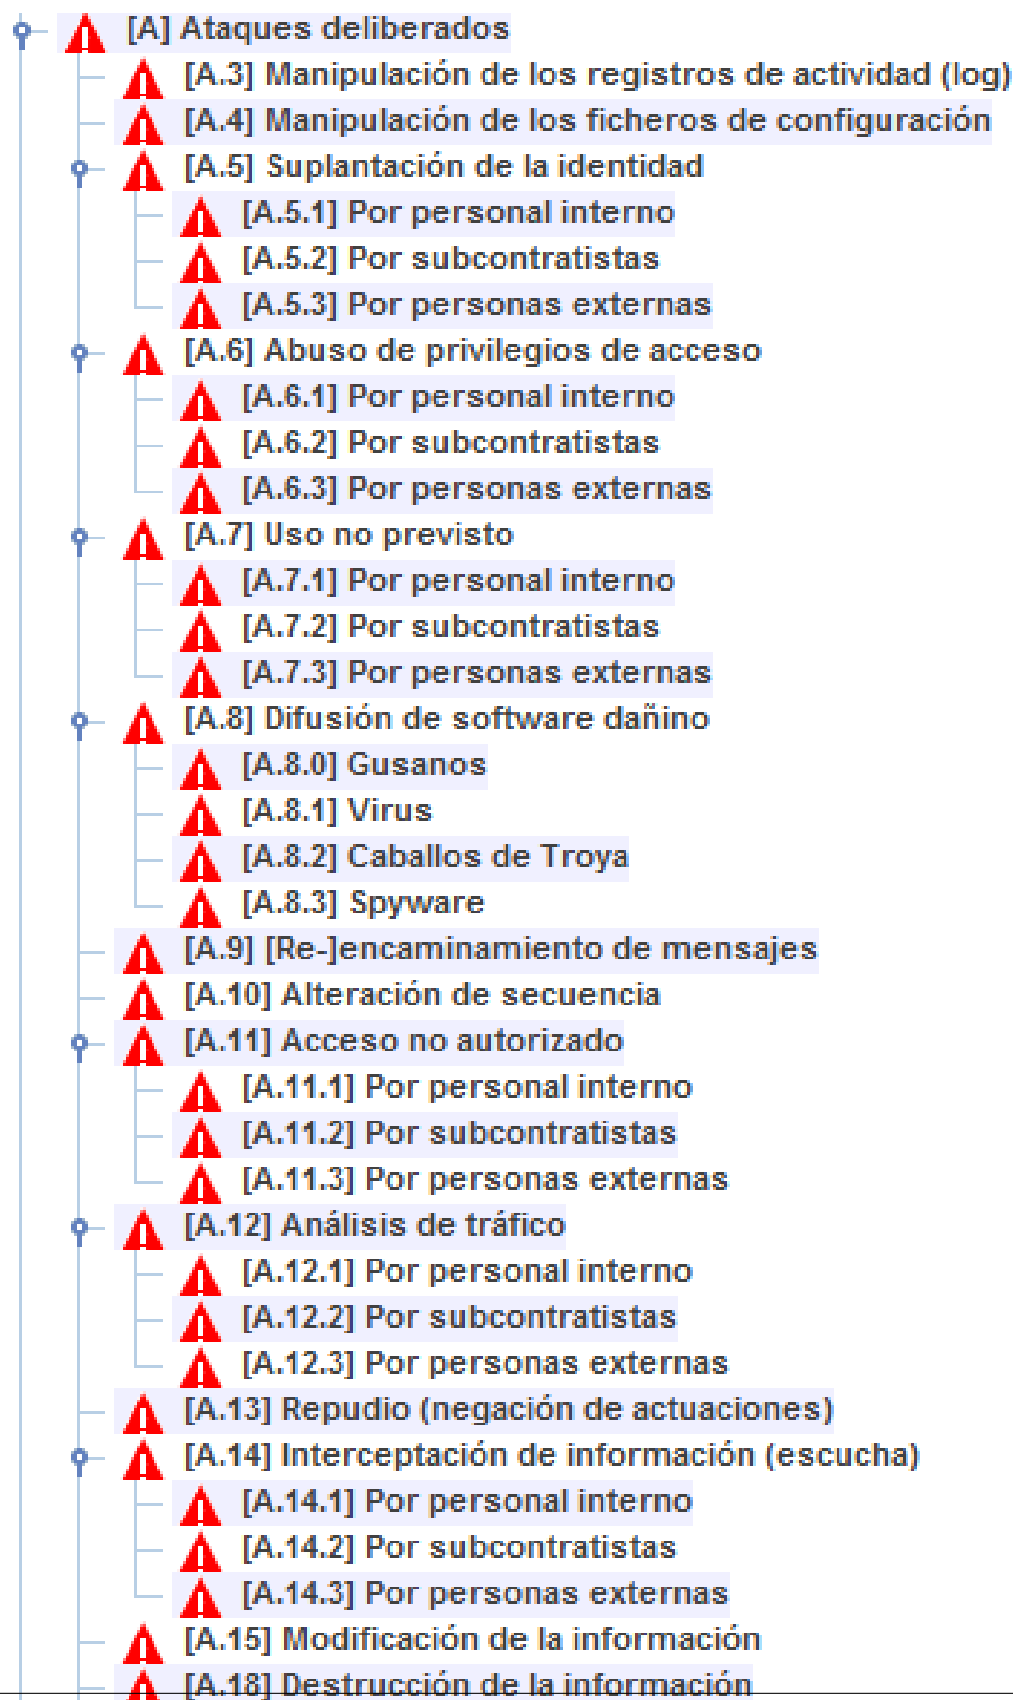 [A] Ataques deliberados
[A.3] Manipulación de los registros de actividad (log)
[A.4] Manipulación de los ficheros de configuración
[A.5] Suplantación de la identidad
[A.5.1] Por personal interno
[A.5.2] Por subcontratistas
[A.5.3] Por personas externas
[A.6] Abuso de privilegios de acceso
[A.6.1] Por personal interno
[A.6.2] Por subcontratistas
[A.6.3] Por personas externas
[A.7] Uso no previsto
[A.7.1] Por personal interno
[A.7.2] Por subcontratistas
[A.7.3] Por personas externas
[A.8] Difusión de software dañino
[A.8.0] Gusanos
[A.8.1] Virus
[A.8.2] Caballos de Troya
[A.8.3] Spyware
[A.9] [Re-]encaminamiento de mensajes
[A.10] Alteración de secuencia
[A.11] Acceso no autorizado
[A.11.1] Por personal interno
[A.11.2] Por subcontratistas
[A.11.3] Por personas externas
[A.12] Análisis de tráfico
[A.12.1] Por personal interno
[A.12.2] Por subcontratistas
[A.12.3] Por personas externas
[A.13] Repudio (negación de actuaciones)
[A.14] Interceptación de información (escucha)
[A.14.1] Por personal interno
[A.14.2] Por subcontratistas
[A.14.3] Por personas externas
[A.15] Modificación de la información
[A.18] Destrucción de la información